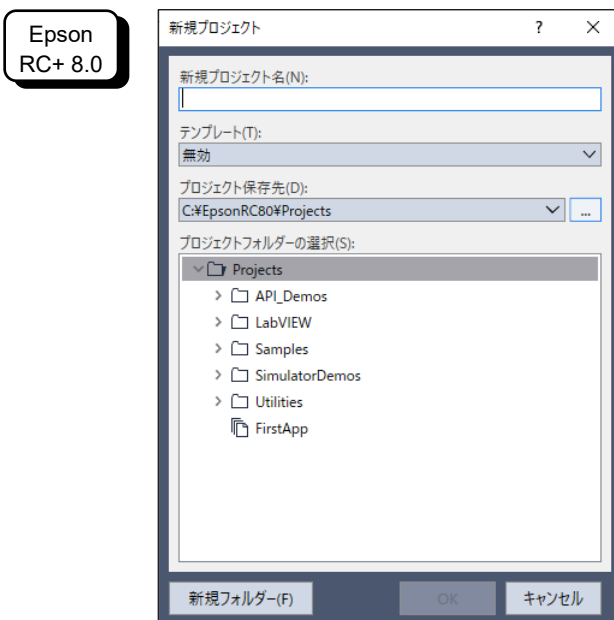 Epson
RC+ 8.0
新規プロジェクト
?
新規プロジェクト名(N):
テンプレート(T):
無効
プロジェクト保存先(D):
C:¥EpsonRC80¥Projects
...
プロジェクトフォルダーの選択(S):
Projects
API_Demos
LabVIEW
Samples
SimulatorDemos
Utilities
FirstApp
新規フォルダー(F)
OK
キャンセル